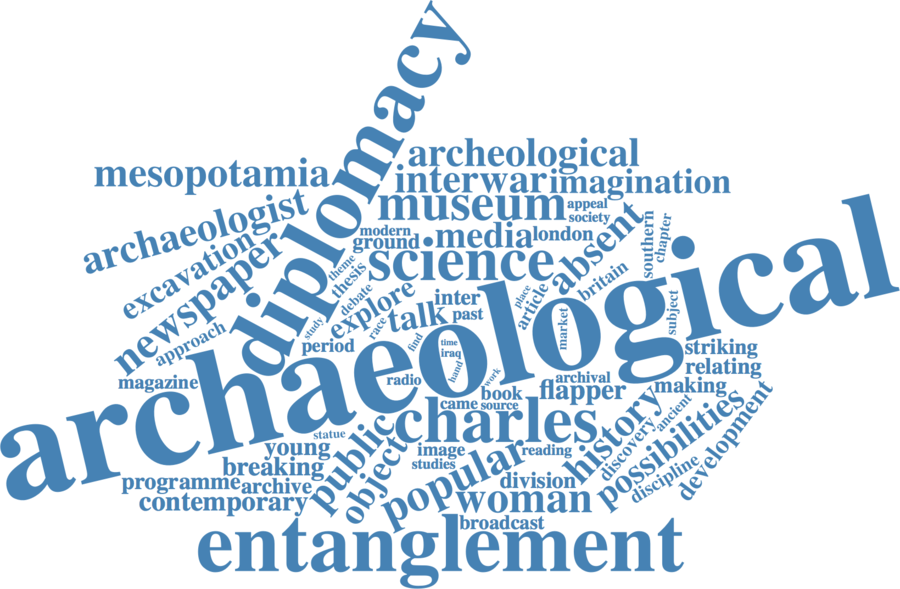 diplomacy
archeological
mesopotamia
interwar
imagination
museum
appeal
society
archaeologist
absent
southern
chapter
modern
ground
media
london
excavation
newspaper
science
theme
thesis
britain
archaeological
debate
explore
inter
place
article
approach
study
race
talk
past
market
subject
period
find
time
iraq
striking
magazine
radio
hand
work
archival
relating
book
flapper
making
came
source
charles
ancient
history
possibilities
development
statue
public
young
image
reading
discovery
breaking
object
studies
popular
discipline
programme
archive
division
contemporary
woman
broadcast
entanglement